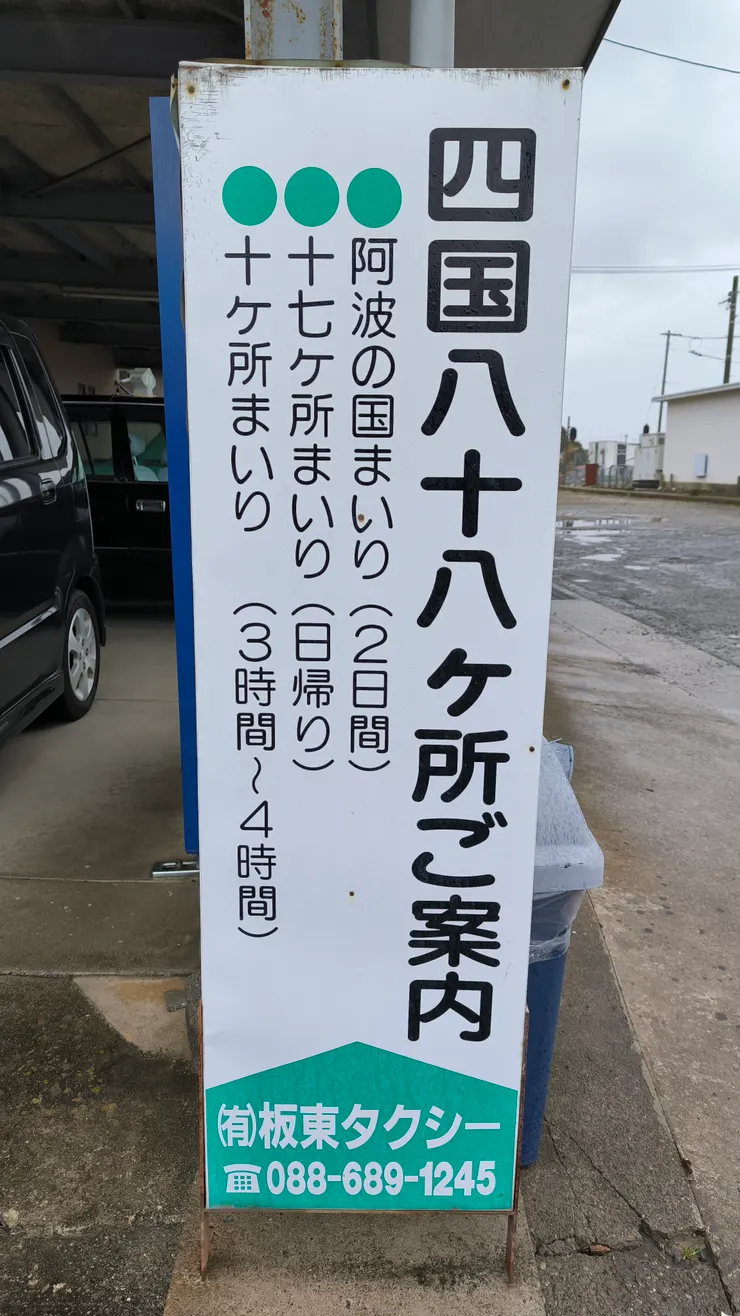 四国八十八ケ所ご案内
●阿波の国まいり(2日間)
●十七ケ所まいり(日帰り)
●十ケ所まいり (3時間~4時間)
㈲板東タクシー
☎088-689-1245